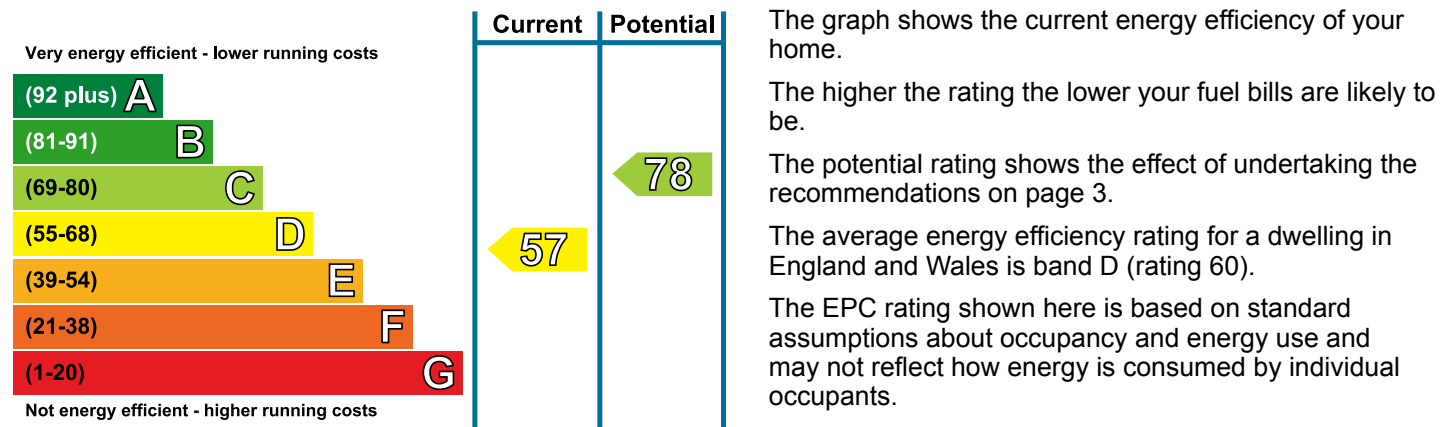 Current Potential
Very energy efficient - lower running costs
(92 plus) A
(81-91) B
(69-80) C
78
(55-68) D
57
(39-54) E
(21-38) F
(1-20) G
Not energy efficient - higher running costs
The graph shows the current energy efficiency of your
home.
The higher the rating the lower your fuel bills are likely to
be.
The potential rating shows the effect of undertaking the
recommendations on page 3.
The average energy efficiency rating for a dwelling in
England and Wales is band D (rating 60).
The EPC rating shown here is based on standard
assumptions about occupancy and energy use and
may not reflect how energy is consumed by individual
occupants.